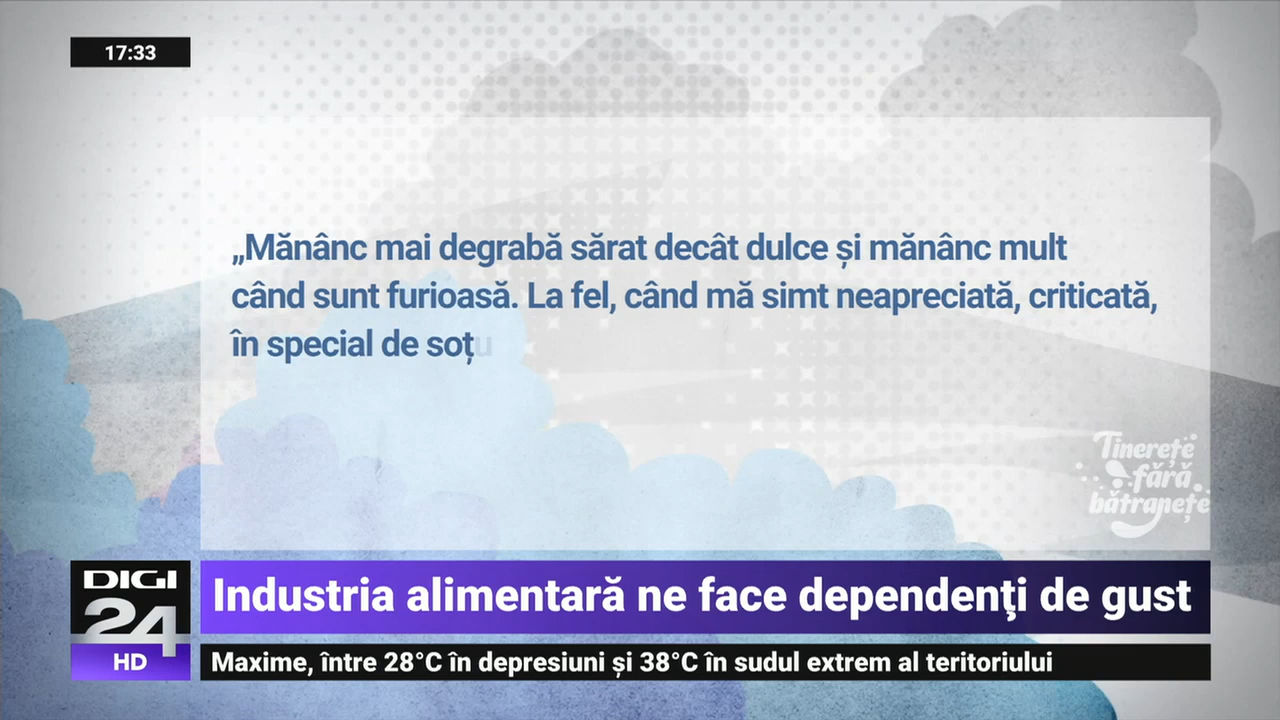 17:33
„Mănânc mai degrabă sărat decât dulce și mănânc mult
când sunt furioasă. La fel, când mă simt neapreciată, criticată,
în special de soțu
Tinerețe
fără
bătrânețe
DIGI
24
HD
Industria alimentară ne face dependenți de gust
Maxime, între 28°C în depresiuni și 38°C în sudul extrem al teritoriului